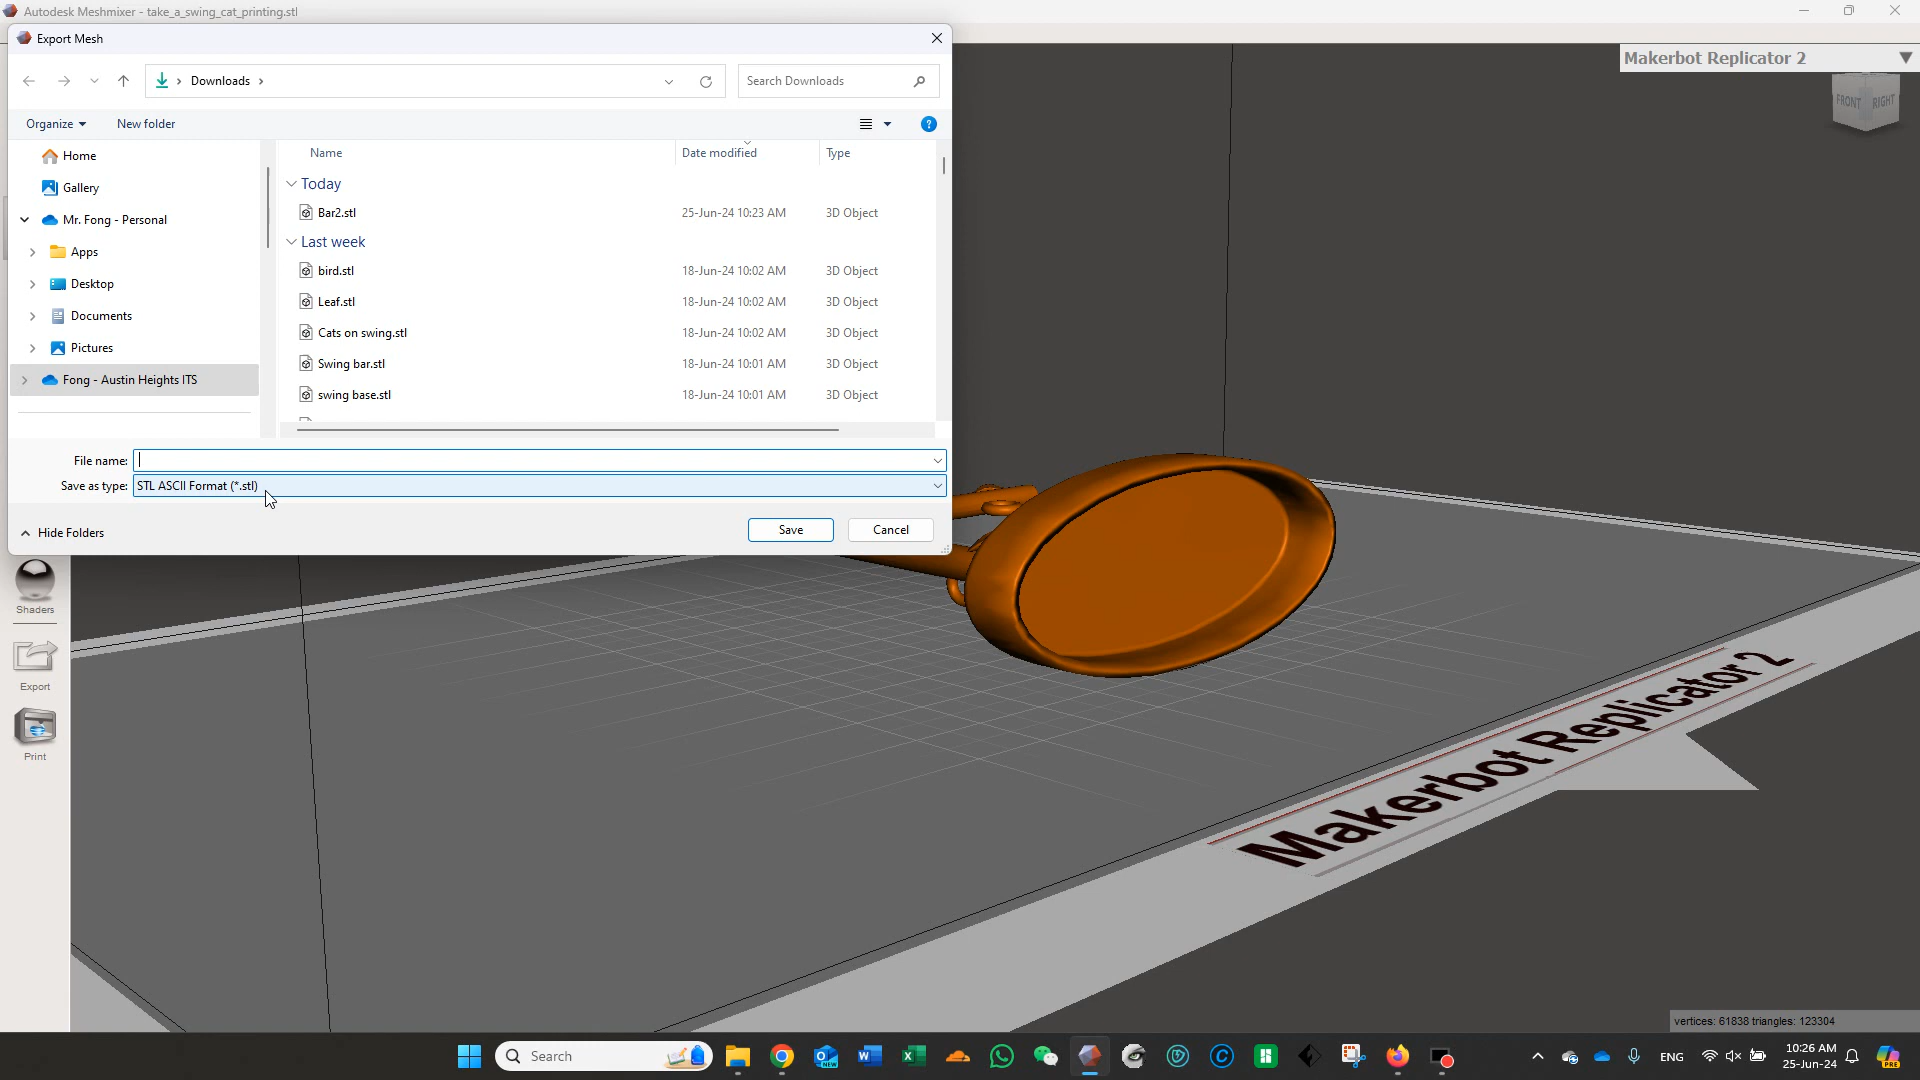 Autodesk Meshmixer - take_a_swing_cat_printing.stl
Export Mesh
Makerbot Replicator 2
Downloads
Search Downloads
FRONT RIGHT
Organize
New folder
Name
Date modified
Type
Home
Gallery
Mr. Fong - Personal
Apps
Desktop
Documents
Pictures
Fong - Austin Heights ITS
Today
Bar2.stl 25-Jun-24 10:23 AM 3D Object
Last week
bird.stl 18-Jun-24 10:02 AM 3D Object
Leaf.stl 18-Jun-24 10:02 AM 3D Object
Cats on swing.stl 18-Jun-24 10:02 AM 3D Object
Swing bar.stl 18-Jun-24 10:01 AM 3D Object
swing base.stl 18-Jun-24 10:01 AM 3D Object
File name:
Save as type: STL ASCII Format (*.stl)
Hide Folders
Save
Cancel
Shaders
Export
Print
Makerbot Replicator 2
vertices: 61838 triangles: 123304
Search
NEW
ENG
10:26 AM
25-Jun-24
PRE